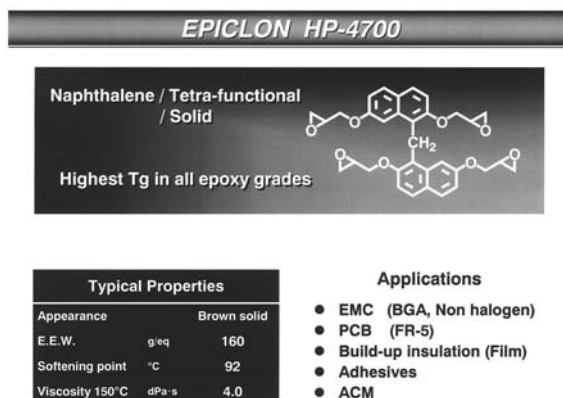 EPICLON HP-4700
Naphthalene / Tetra-functional
/ Solid
Highest Tg in all epoxy grades
O O O O
CH2
O O O O
Typical Properties
Appearance Brown solid
E.E.W. g/eq 160
Softening point °C 92
Viscosity 150°C dPa·s 4.0
Applications
● EMC (BGA, Non halogen)
● PCB (FR-5)
● Build-up insulation (Film)
● Adhesives
● ACM